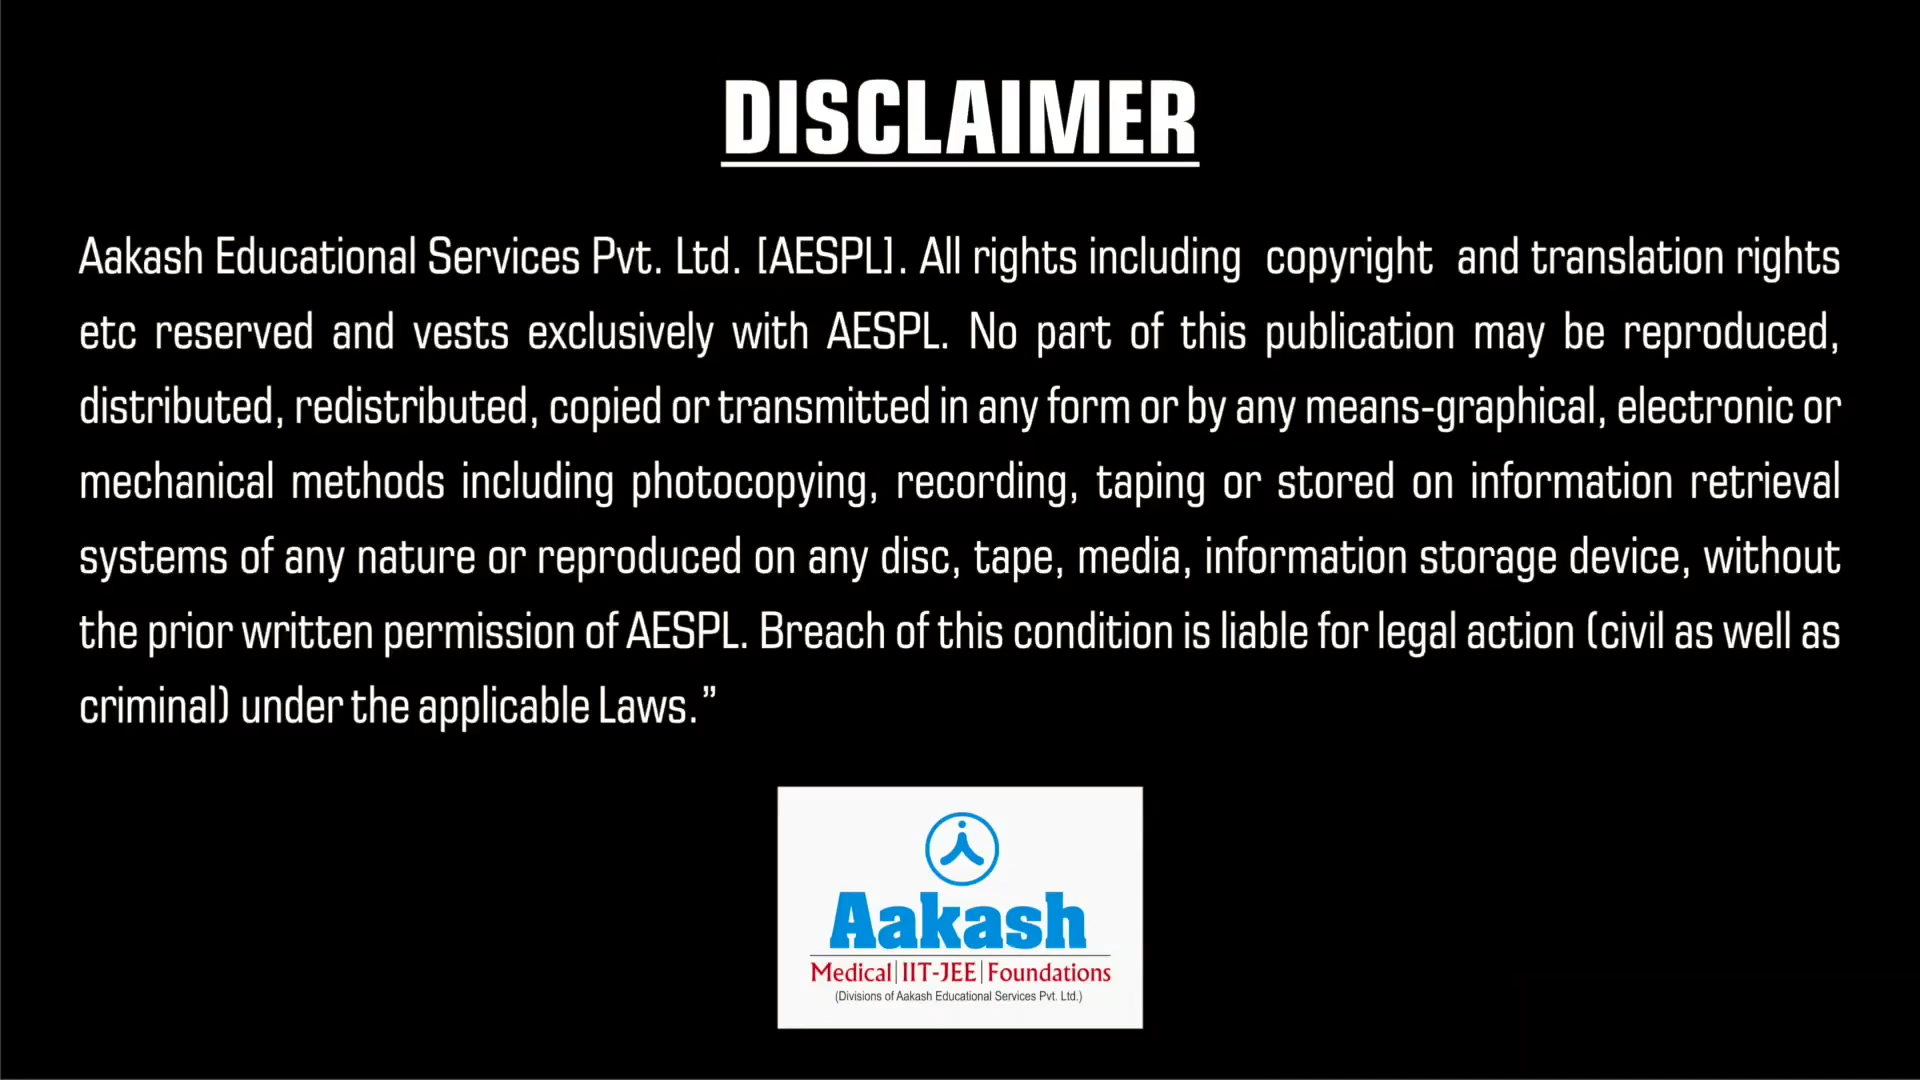 DISCLAIMER
Aakash Educational Services Pvt. Ltd. [AESPL]. All rights including copyright and translation rights
etc reserved and vests exclusively with AESPL. No part of this publication may be reproduced,
distributed, redistributed, copied or transmitted in any form or by any means-graphical, electronic or
mechanical methods including photocopying, recording, taping or stored on information retrieval
systems of any nature or reproduced on any disc, tape, media, information storage device, without
the prior written permission of AESPL. Breach of this condition is liable for legal action (civil as well as
criminal) under the applicable Laws.”
Aakash
Medical|IIT-JEE|Foundations
(Divisions of Aakash Educational Services Pvt. Ltd.)